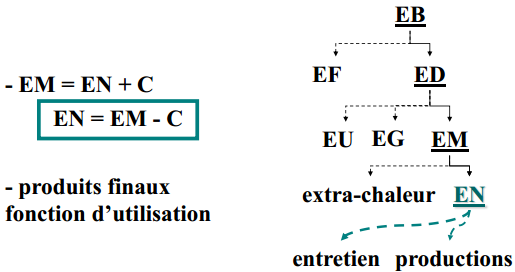 - EM = EN + C
EN = EM - C
- produits finaux
fonction d’utilisation
EB
EF ED
EU EG EM
extra-chaleur EN
entretien productions